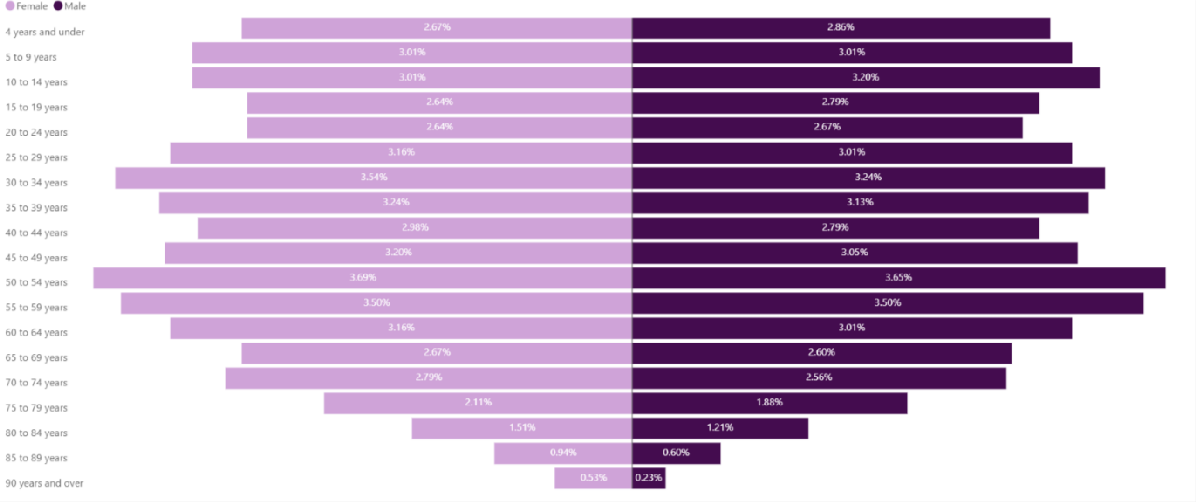 Female Male
4 years and under 2.67% 2.86%
5 to 9 years 3.01% 3.01%
10 to 14 years 3.01% 3.20%
15 to 19 years 2.64% 2.79%
20 to 24 years 2.64% 2.67%
25 to 29 years 3.16% 3.01%
30 to 34 years 3.54% 3.24%
35 to 39 years 3.24% 3.13%
40 to 44 years 2.98% 2.79%
45 to 49 years 3.20% 3.05%
50 to 54 years 3.69% 3.65%
55 to 59 years 3.50% 3.50%
60 to 64 years 3.16% 3.01%
65 to 69 years 2.67% 2.60%
70 to 74 years 2.79% 2.56%
75 to 79 years 2.11% 1.88%
80 to 84 years 1.51% 1.21%
85 to 89 years 0.94% 0.60%
90 years and over 0.53% 0.23%